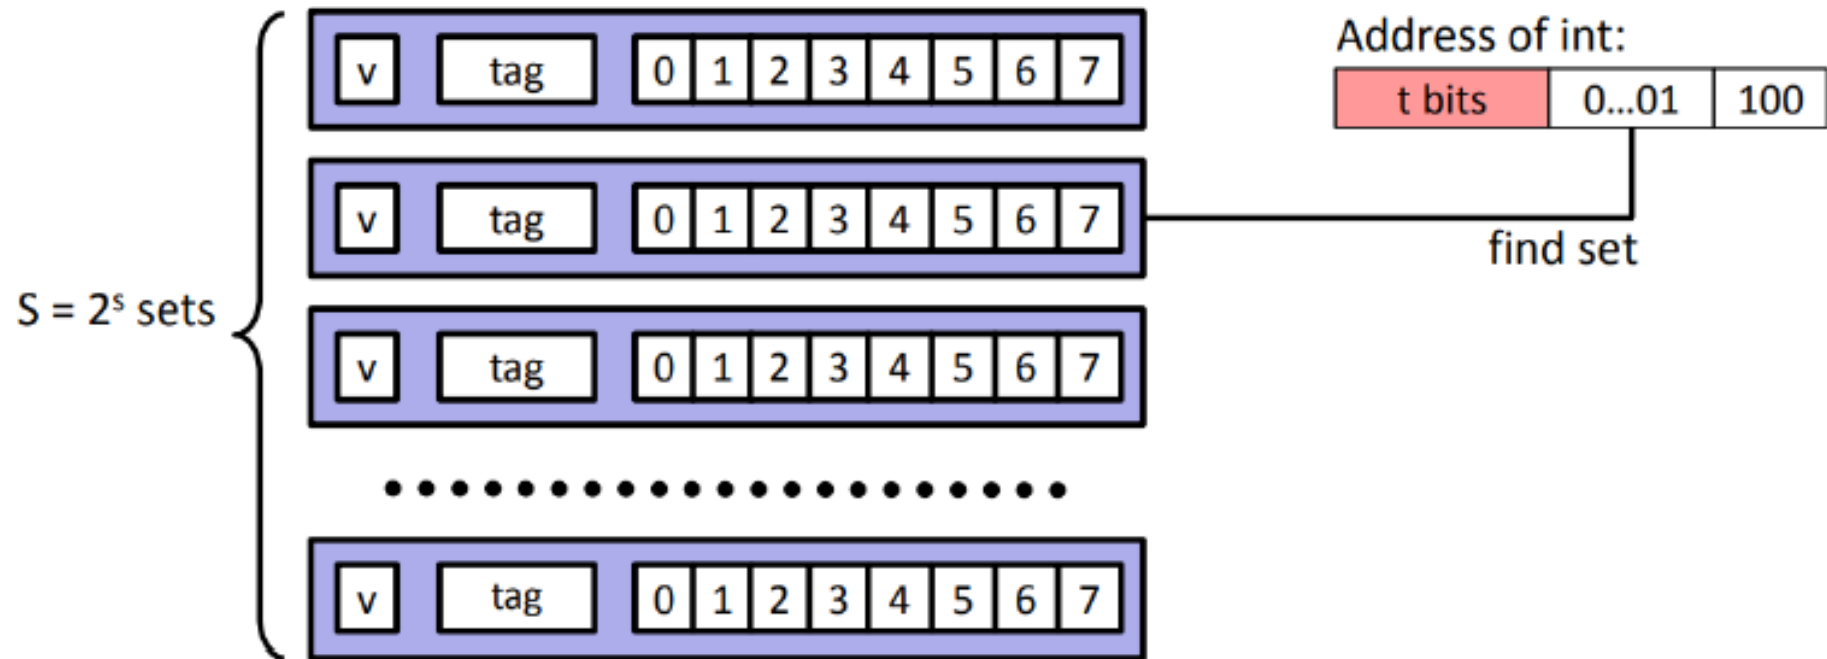 v tag 0 1 2 3 4 5 6 7
Address of int:
t bits 0...01 100
v tag 0 1 2 3 4 5 6 7
find set
S = 2ˢ sets
v tag 0 1 2 3 4 5 6 7
v tag 0 1 2 3 4 5 6 7